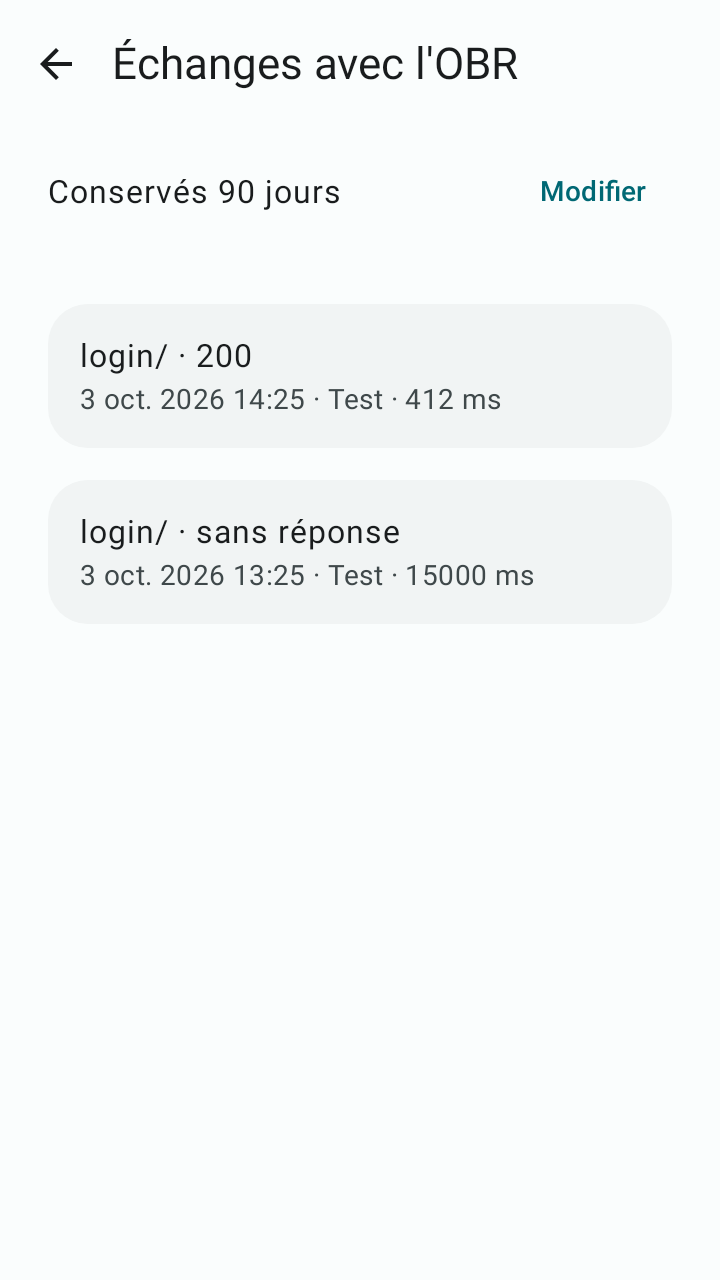 Échanges avec l'OBR
Conservés 90 jours
Modifier
login/ · 200
3 oct. 2026 14:25 · Test · 412 ms
login/ · sans réponse
3 oct. 2026 13:25 · Test · 15000 ms